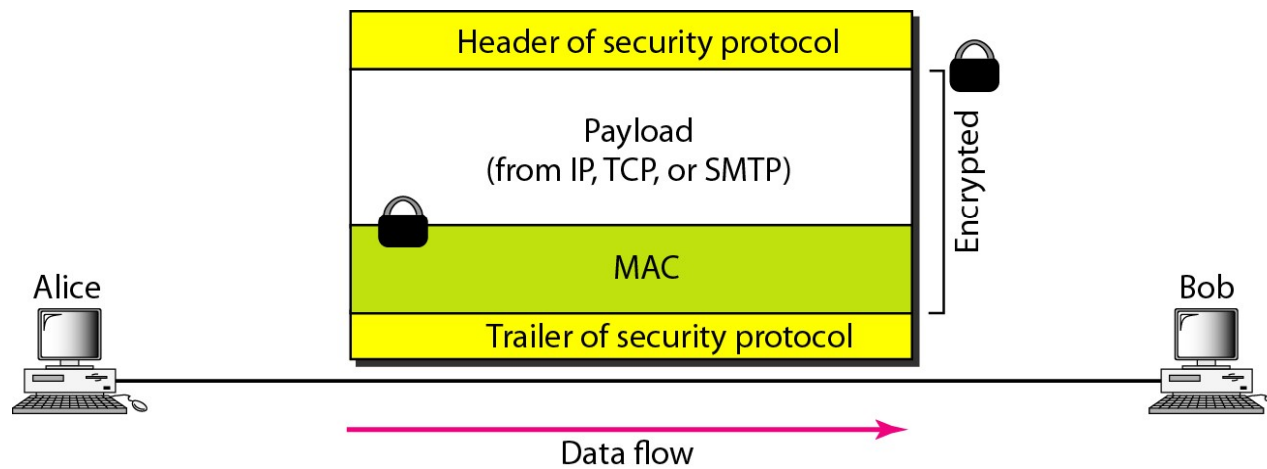 Header of security protocol
Payload
(from IP, TCP, or SMTP)
Encrypted
MAC
Alice
Bob
Trailer of security protocol
Data flow